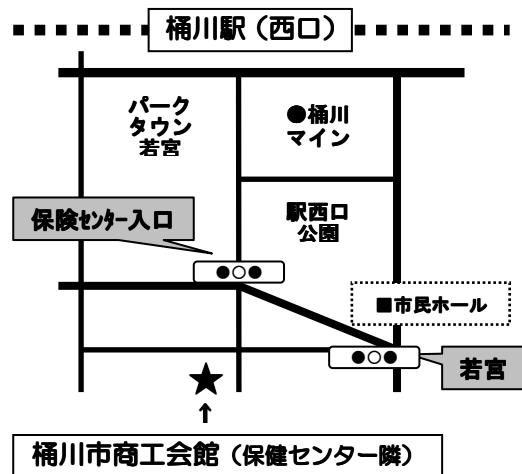 桶川駅（西口）
パーク
タウン
若宮
●桶川
マイン
保険ｾﾝﾀｰ入口
駅西口
公園
■市民ホール
若宮
★
↑
桶川市商工会館（保健センター隣）